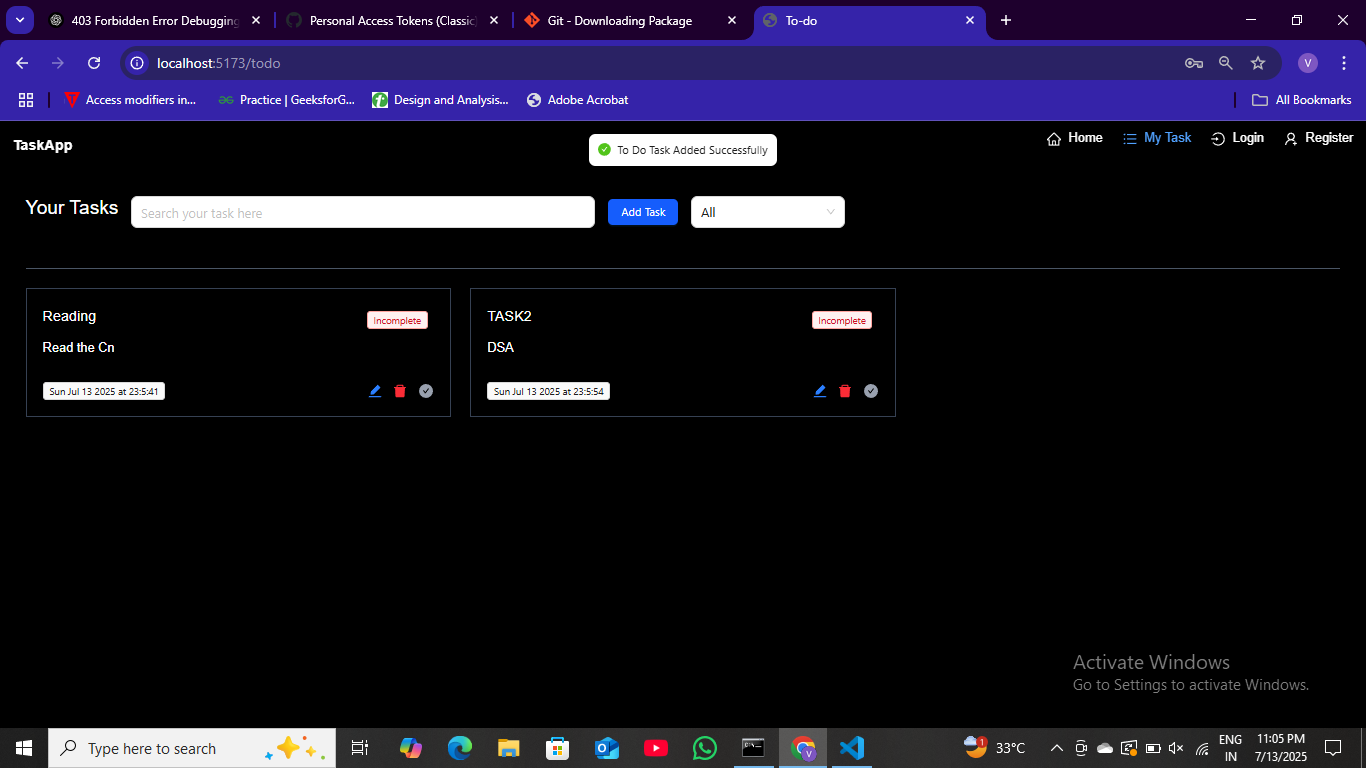 403 Forbidden Error Debugging
Personal Access Tokens (Classic)
Git - Downloading Package
To-do
localhost:5173/todo
V
Access modifiers in...
Practice | GeeksforG...
Design and Analysis...
Adobe Acrobat
All Bookmarks
TaskApp
To Do Task Added Successfully
Home
My Task
Login
Register
Your Tasks
Search your task here
Add Task
All
Reading
Incomplete
Read the Cn
Sun Jul 13 2025 at 23:5:41
TASK2
Incomplete
DSA
Sun Jul 13 2025 at 23:5:54
Activate Windows
Go to Settings to activate Windows.
Type here to search
1
33°C
ENG
IN
11:05 PM
7/13/2025